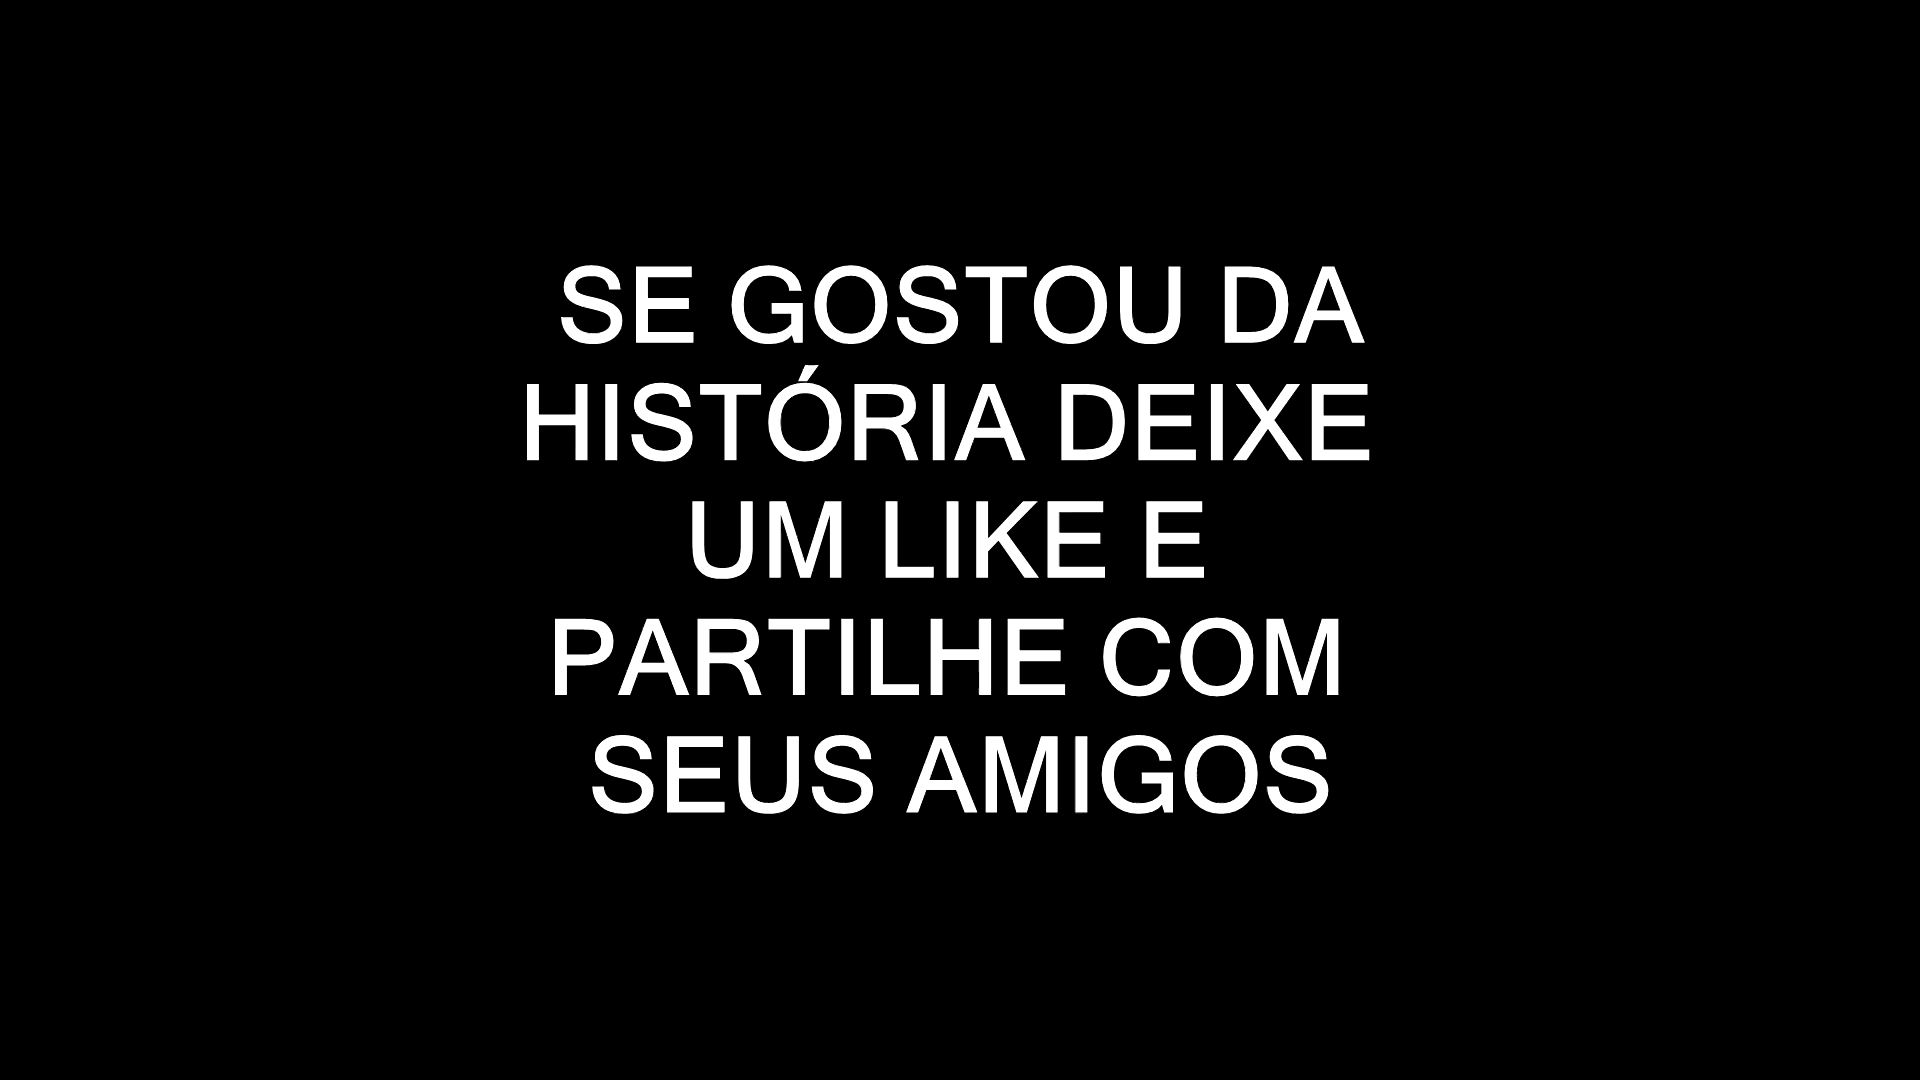 SE GOSTOU DA
HISTÓRIA DEIXE
UM LIKE E
PARTILHE COM
SEUS AMIGOS